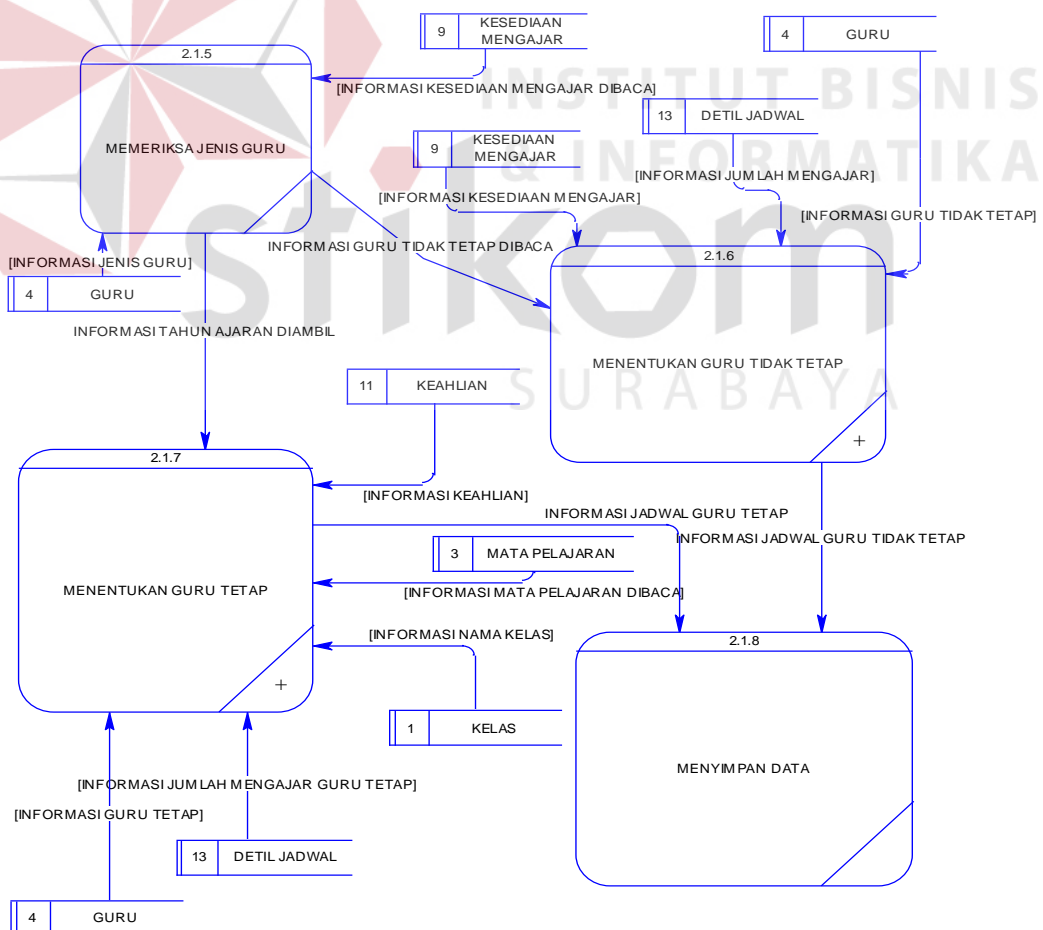 9
KESEDIAAN
MENGAJAR
4
GURU
2.1.5
[INFORMASI KESEDIAAN MENGAJAR DIBACA]
INSTITUT BISNIS
& INFORMATIKA
stikom
SURABAYA
13
DETIL JADWAL
MEMERIKSA JENIS GURU
9
KESEDIAAN
MENGAJAR
[INFORMASI JUMLAH MENGAJAR]
[INFORMASI KESEDIAAN MENGAJAR]
[INFORMASI GURU TIDAK TETAP]
INFORMASI GURU TIDAK TETAP DIBACA
[INFORMASI JENIS GURU]
2.1.6
4
GURU
INFORMASI TAHUN AJARAN DIAMBIL
MENENTUKAN GURU TIDAK TETAP
11
KEAHLIAN
+
2.1.7
[INFORMASI KEAHLIAN]
INFORMASI JADWAL GURU TETAP
INFORMASI JADWAL GURU TIDAK TETAP
3
MATA PELAJARAN
MENENTUKAN GURU TETAP
[INFORMASI MATA PELAJARAN DIBACA]
[INFORMASI NAMA KELAS]
2.1.8
+
1
KELAS
MENYIMPAN DATA
[INFORMASI JUMLAH MENGAJAR GURU TETAP]
[INFORMASI GURU TETAP]
13
DETIL JADWAL
4
GURU